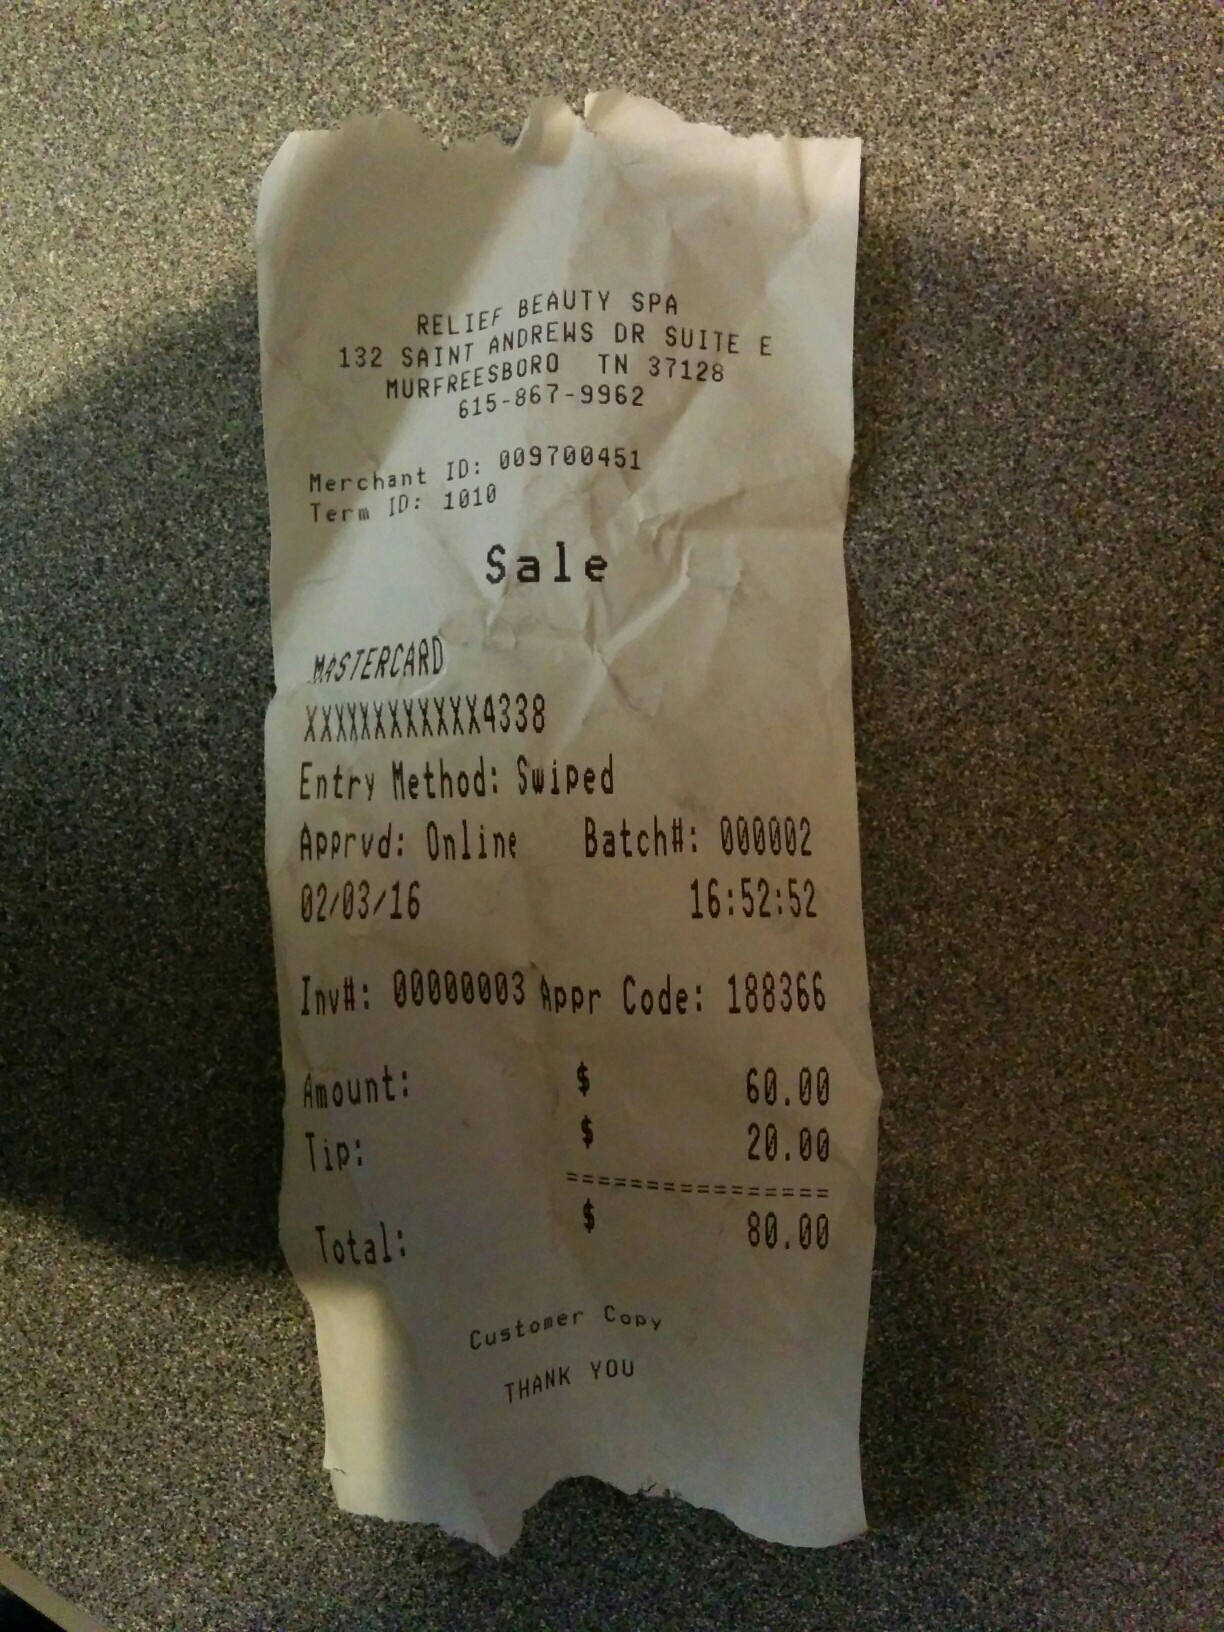 RELIEF BEAUTY SPA
132 SAINT ANDREWS DR SUITE E
MURFREESBORO TN 37128
615-867-9962
Merchant ID: 009700451
Term ID: 1010
Sale
MASTERCARD
XXXXXXXXXXXX4338
Entry Method: Swiped
Apprvd: Online Batch#: 000002
02/03/16 16:52:52
Inv#: 00000003 Appr Code: 188366
Amount: $ 60.00
Tip: $ 20.00
================
Total: $ 80.00
Customer Copy
THANK YOU